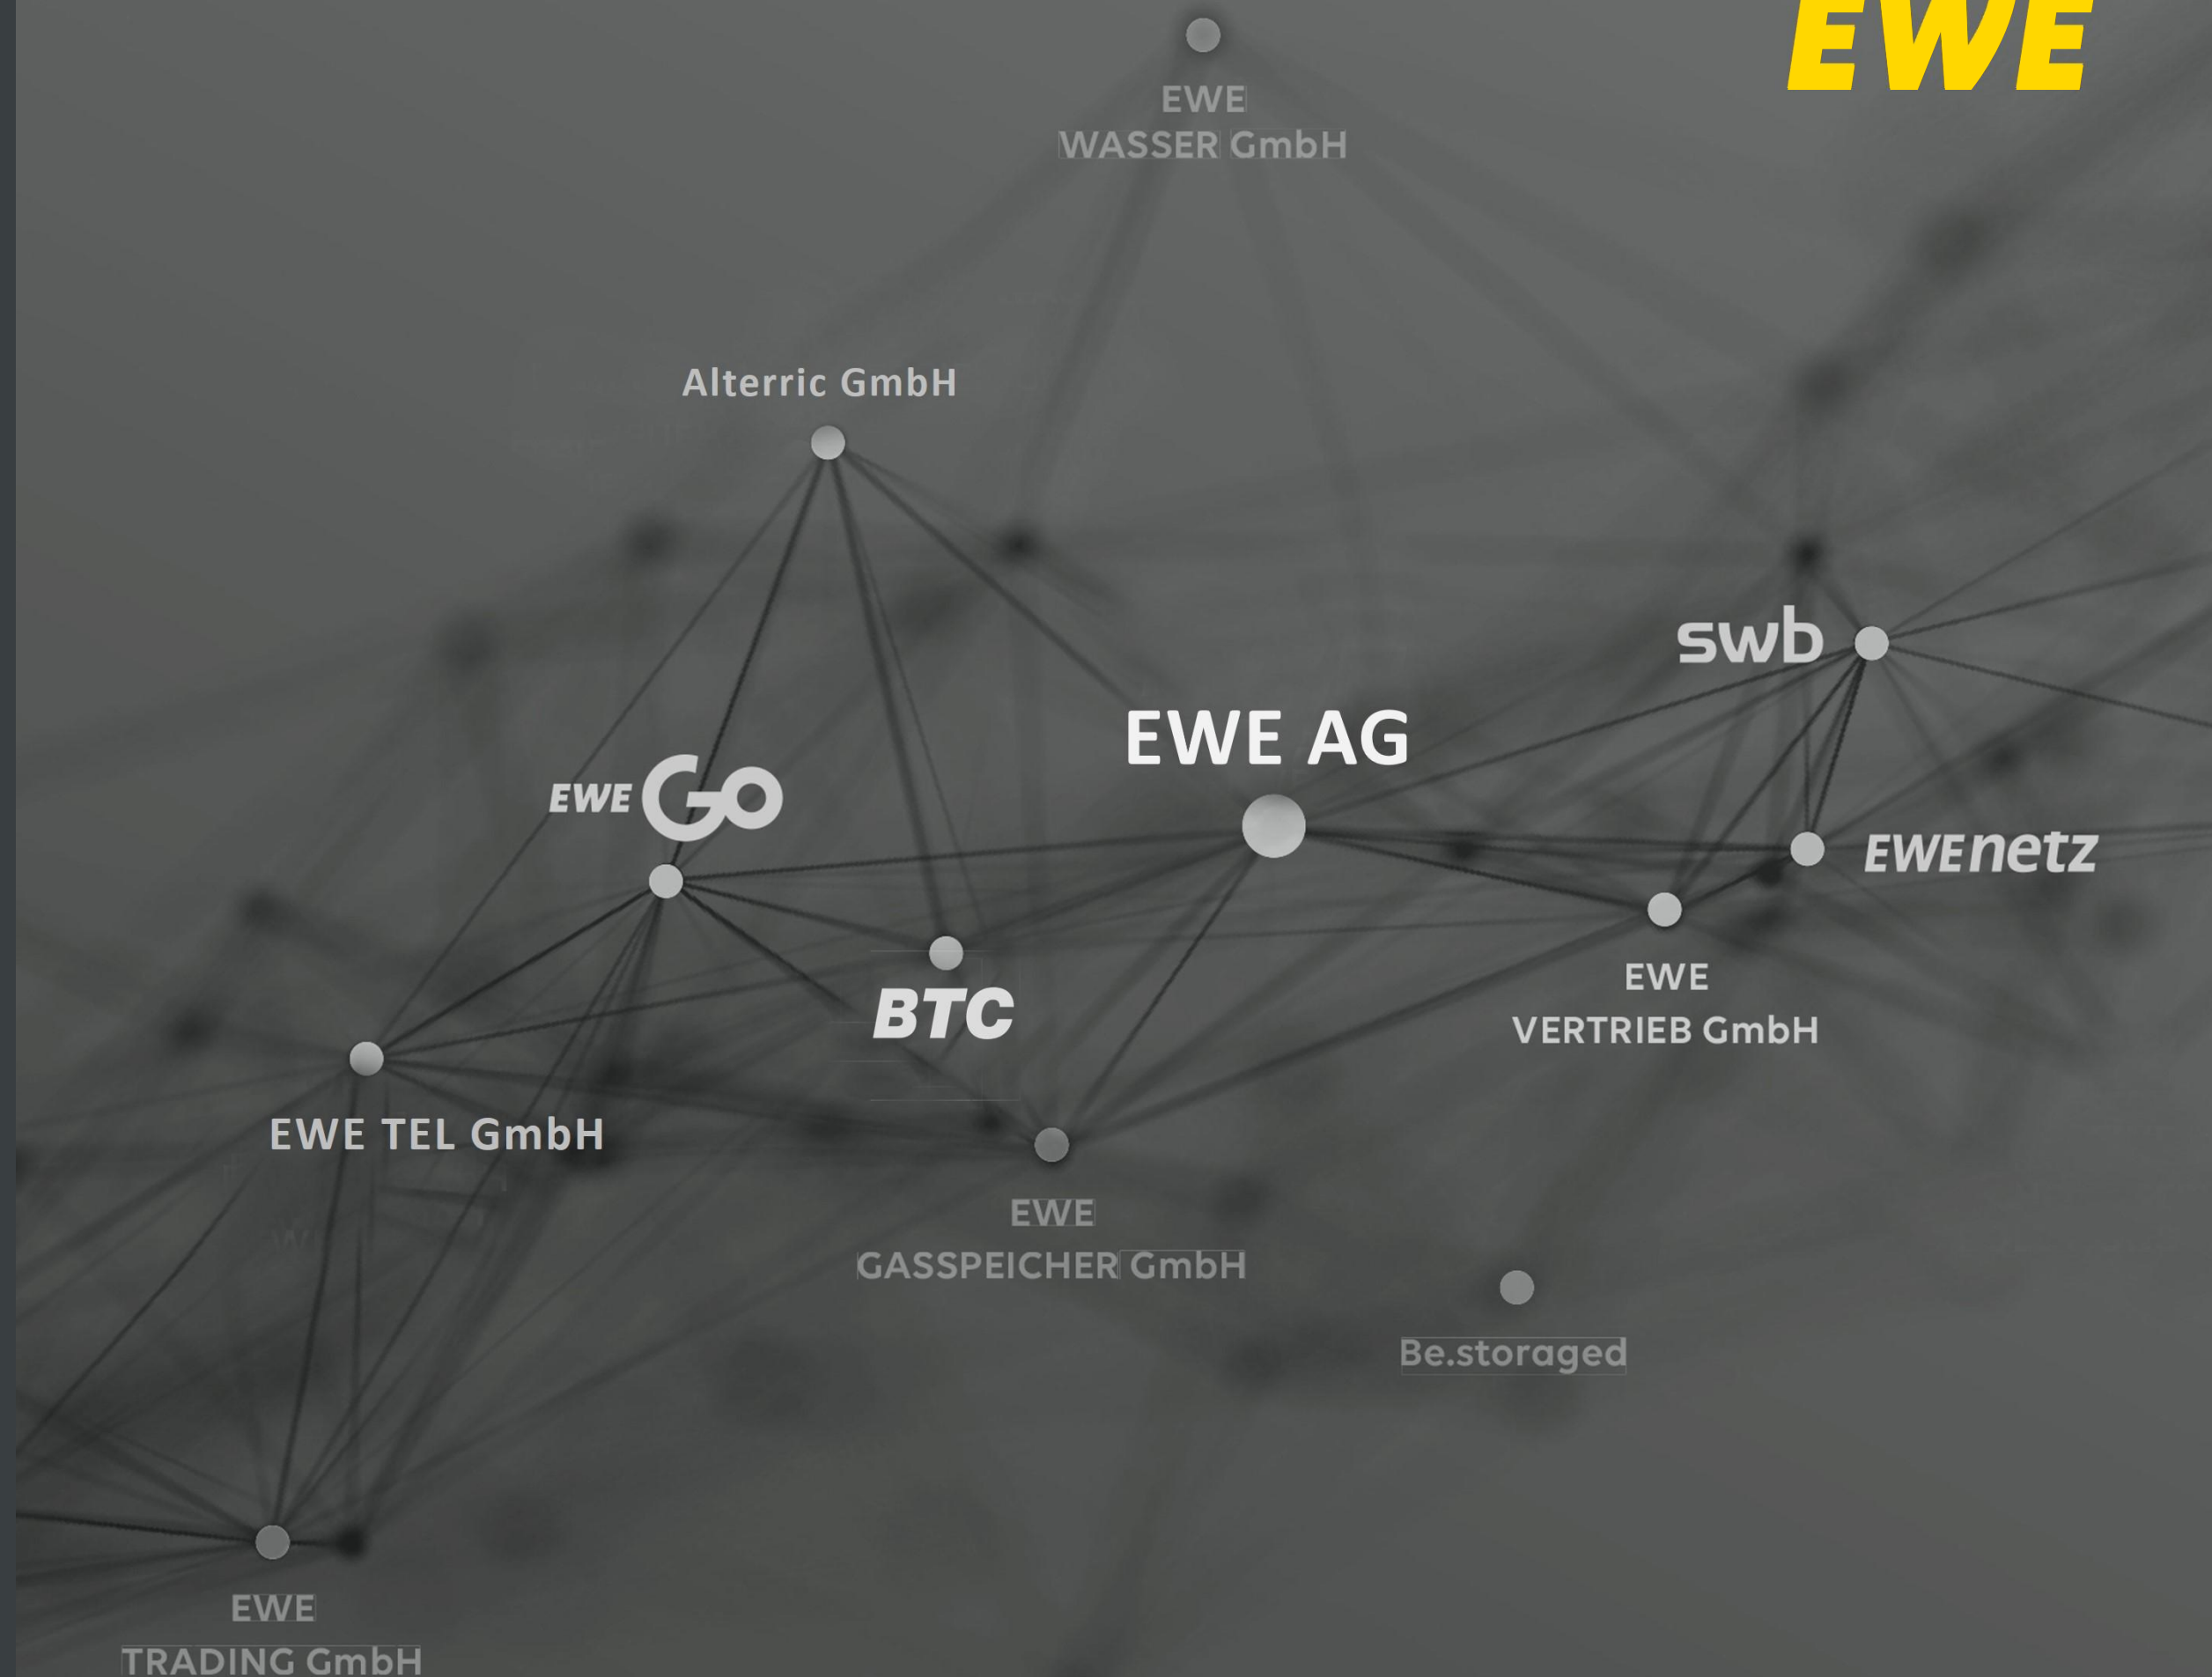 EWE
EWE
WASSER GmbH
Alterric GmbH
swb
EWE AG
EWE Go
EWE netz
BTC
EWE
VERTRIEB GmbH
EWE TEL GmbH
EWE
GASSPEICHER GmbH
Be.storaged
EWE
TRADING GmbH